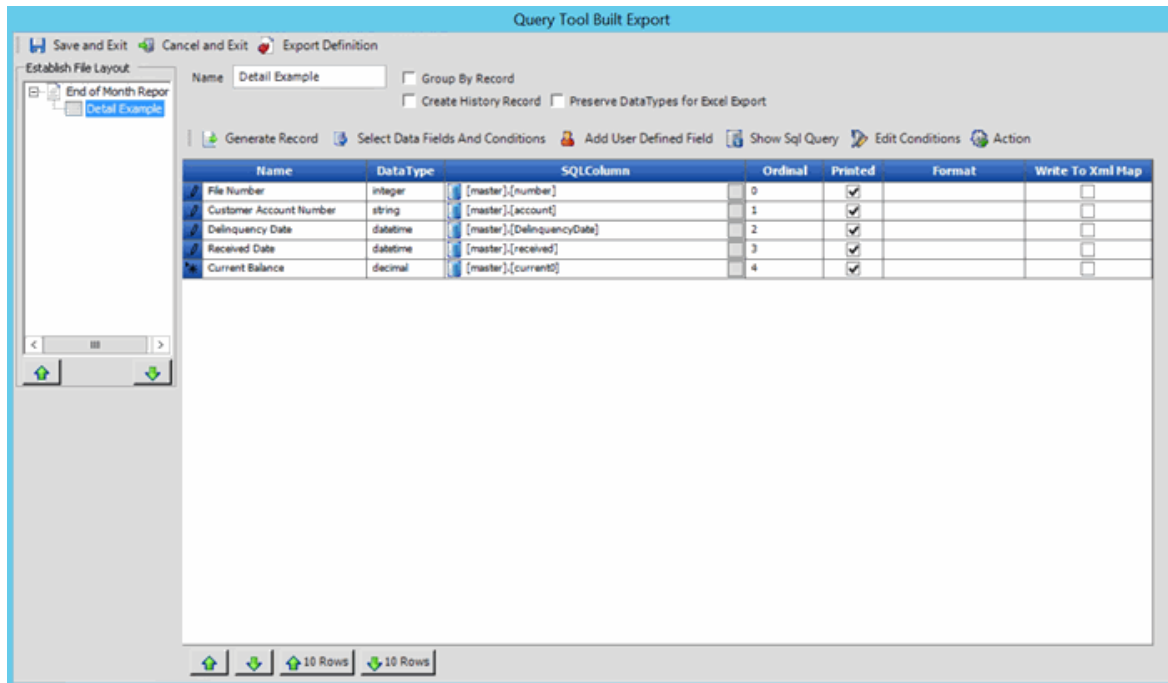 Query Tool Built Export
Save and Exit Cancel and Exit Export Definition
Establish File Layout
End of Month Repor
Detail Example
Name Detail Example Group By Record
Create History Record Preserve DataTypes for Excel Export
Generate Record Select Data Fields And Conditions Add User Defined Field Show Sql Query Edit Conditions Action
Name DataType SQLColumn Ordinal Printed Format Write To Xml Map
File Number integer [master].[number] 0
Customer Account Number string [master].[account] 1
Delinquency Date datetime [master].[DelinquencyDate] 2
Received Date datetime [master].[received] 3
Current Balance decimal [master].[current0] 4
10 Rows 10 Rows